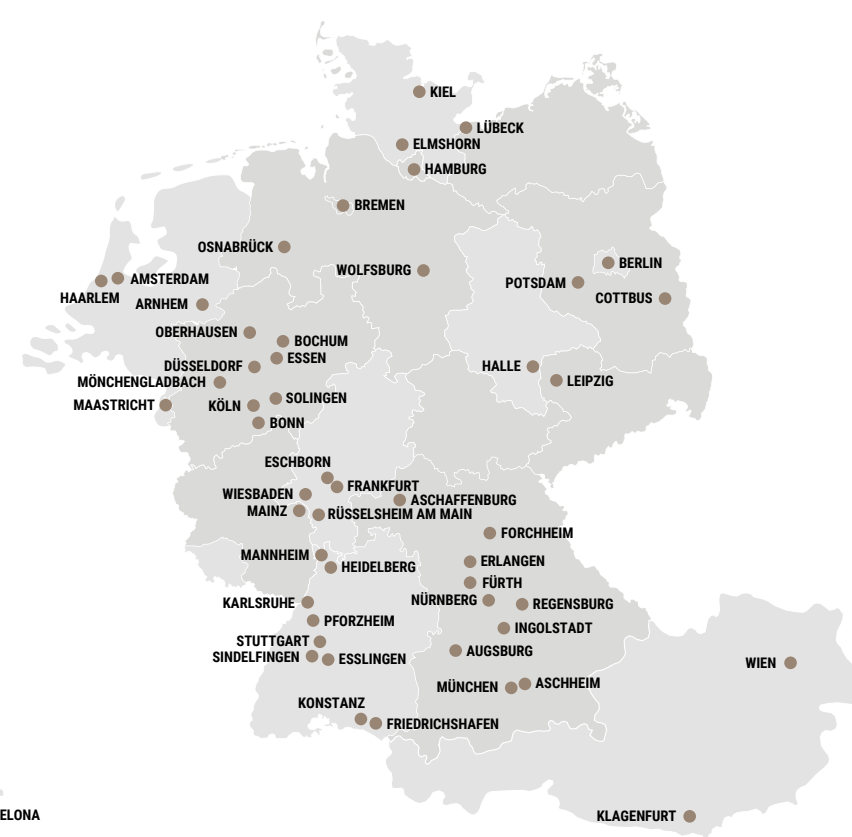 KIEL
LÜBECK
ELMSHORN
HAMBURG
BREMEN
OSNABRÜCK
WOLFSBURG
BERLIN
AMSTERDAM
POTSDAM
HAARLEM
COTTBUS
ARNHEM
OBERHAUSEN
BOCHUM
ESSEN
DÜSSELDORF
HALLE
MÖNCHENGLADBACH
LEIPZIG
SOLINGEN
MAASTRICHT
KÖLN
BONN
ESCHBORN
FRANKFURT
WIESBADEN
ASCHAFFENBURG
MAINZ
RÜSSELSHEIM AM MAIN
FORCHHEIM
MANNHEIM
ERLANGEN
HEIDELBERG
FÜRTH
NÜRNBERG
KARLSRUHE
REGENSBURG
PFORZHEIM
INGOLSTADT
STUTTGART
AUGSBURG
SINDELFINGEN
ESSLINGEN
WIEN
ASCHHEIM
MÜNCHEN
KONSTANZ
FRIEDRICHSHAFEN
ELONA
KLAGENFURT